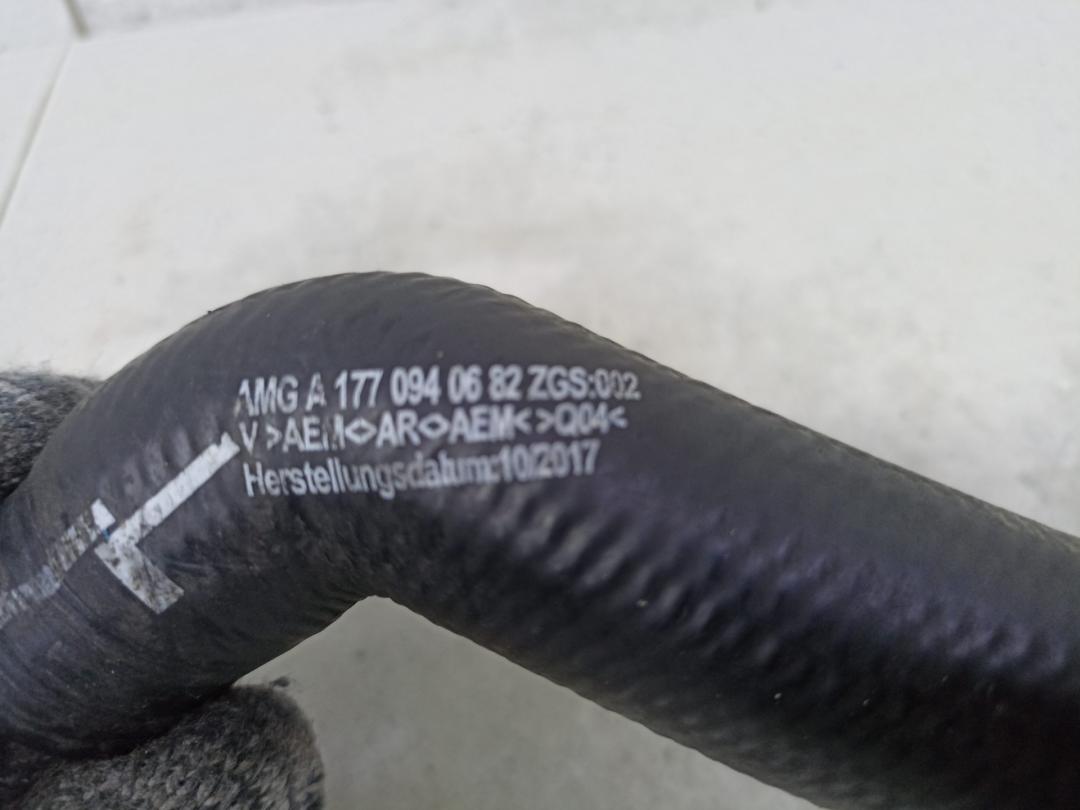 AMG A 177 094 06 82 ZGS:002
V >AEM<>AR<>AEM<>Q04<
Herstellungsdatum:10/2017